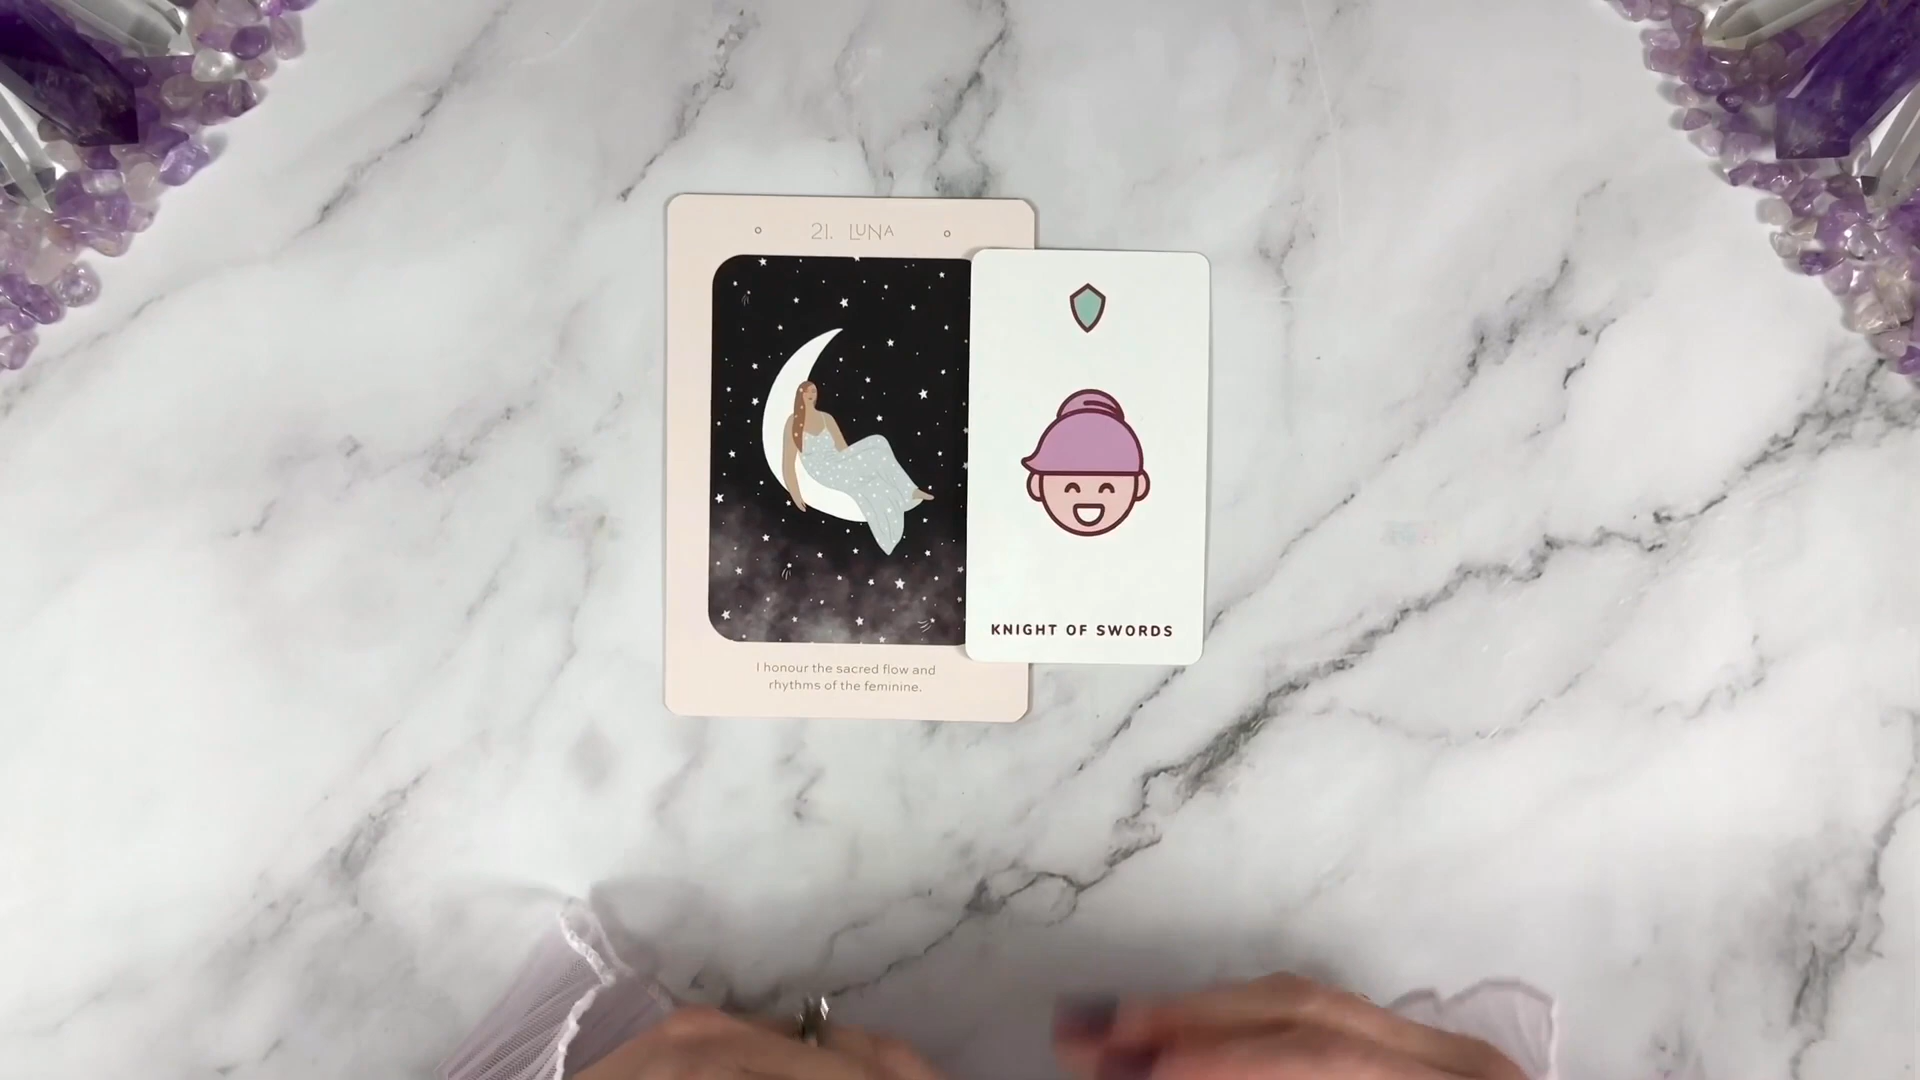 21. LUNA
I honour the sacred flow and
rhythms of the feminine.
KNIGHT OF SWORDS